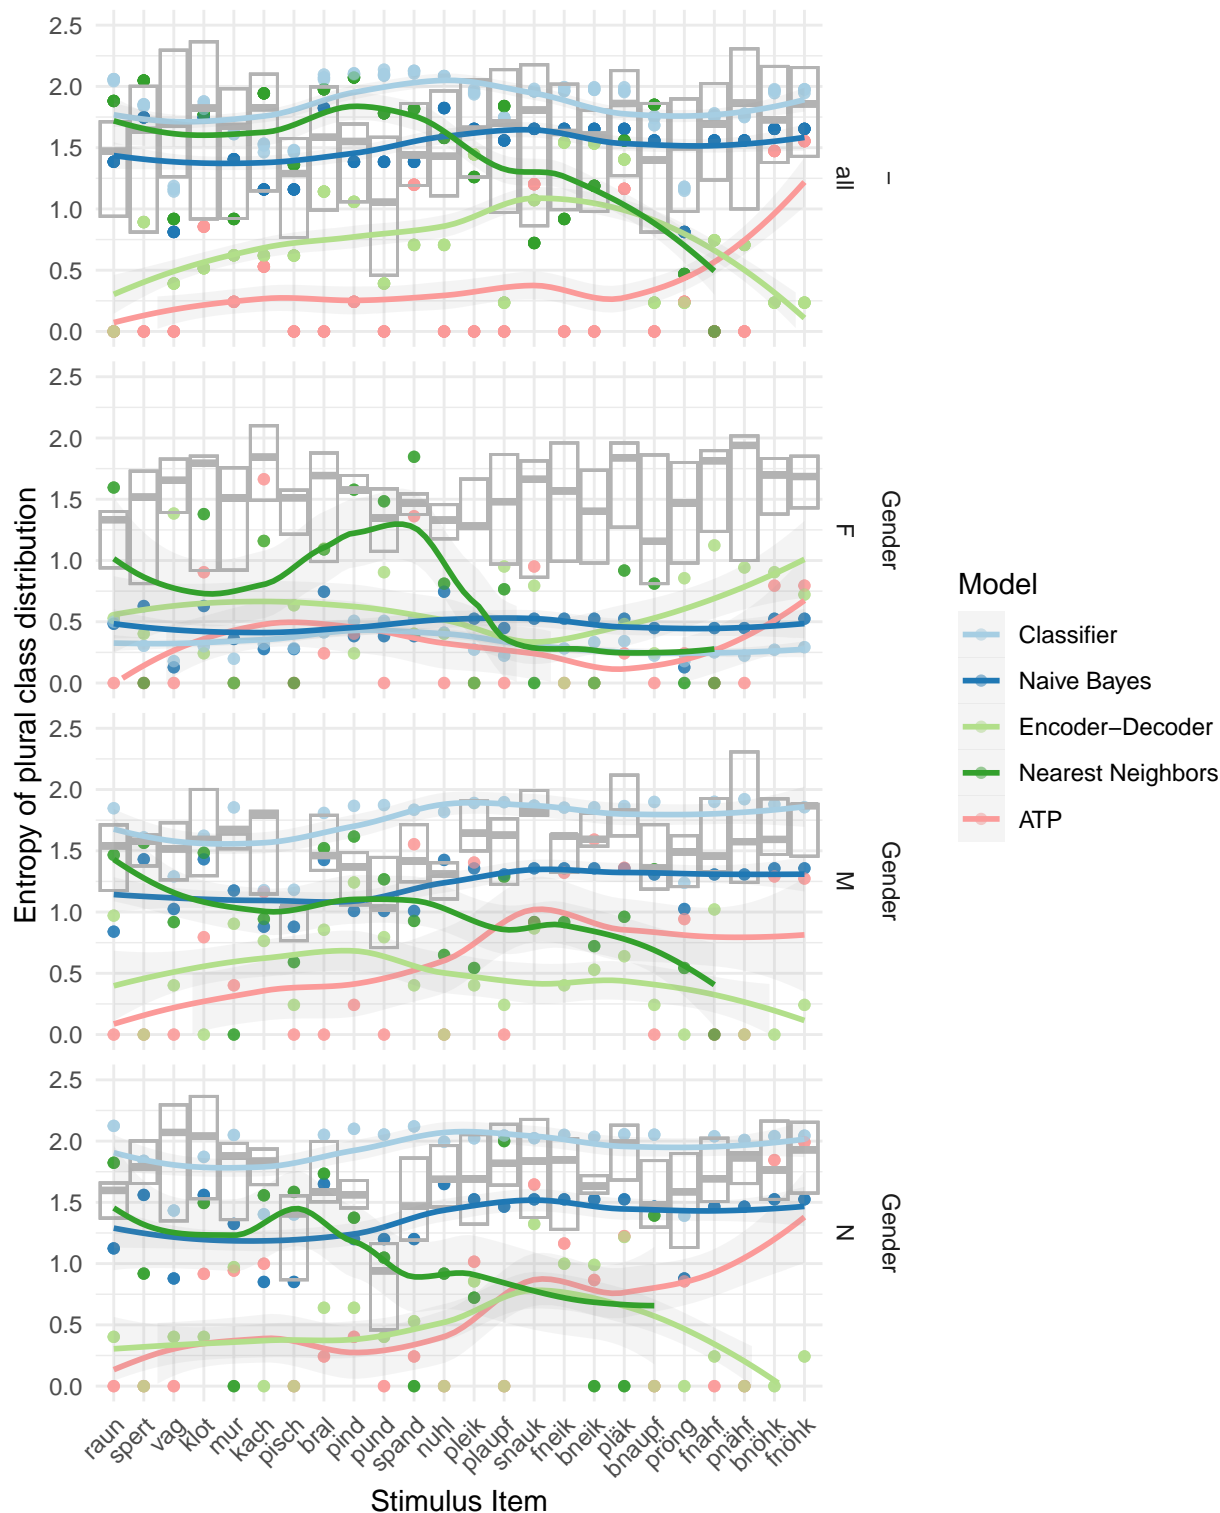 2.5
2.0
1.5
1.0
0.5
0.0
all
–
2.5
2.0
1.5
1.0
0.5
0.0
F
Gender
2.5
2.0
1.5
1.0
0.5
0.0
M
Gender
2.5
2.0
1.5
1.0
0.5
0.0
N
Gender
Entropy of plural class distribution
raun spert vag klot mur kach pisch bral pind pund spand nuhl pleik plaupf snauk fneik bneik pläk bnaupf pröng fnahf pnähf bnöhk fnöhk
Stimulus Item
Model
Classifier
Naive Bayes
Encoder–Decoder
Nearest Neighbors
ATP